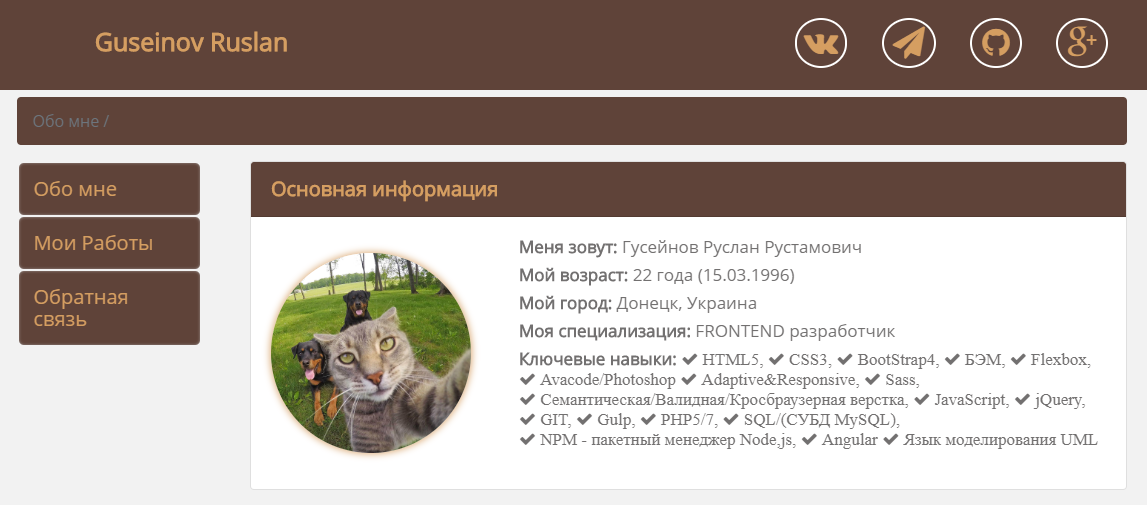 Guseinov Ruslan
Обо мне /
Обо мне
Мои Работы
Обратная
связь
Основная информация
Меня зовут: Гусейнов Руслан Рустамович
Мой возраст: 22 года (15.03.1996)
Мой город: Донецк, Украина
Моя специализация: FRONTEND разработчик
Ключевые навыки: ✔ HTML5, ✔ CSS3, ✔ BootStrap4, ✔ БЭМ, ✔ Flexbox,
✔ Avacode/Photoshop ✔ Adaptive&Responsive, ✔ Sass,
✔ Семантическая/Валидная/Кросбраузерная верстка, ✔ JavaScript, ✔ jQuery,
✔ GIT, ✔ Gulp, ✔ PHP5/7, ✔ SQL/(СУБД MySQL),
✔ NPM - пакетный менеджер Node.js, ✔ Angular ✔ Язык моделирования UML